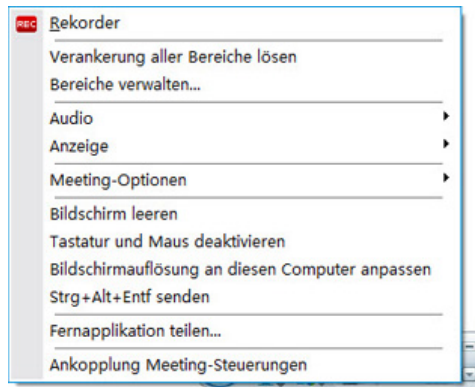 REC Rekorder
Verankerung aller Bereiche lösen
Bereiche verwalten...
Audio
Anzeige
Meeting-Optionen
Bildschirm leeren
Tastatur und Maus deaktivieren
Bildschirmauflösung an diesen Computer anpassen
Strg+Alt+Entf senden
Fernapplikation teilen...
Ankopplung Meeting-Steuerungen